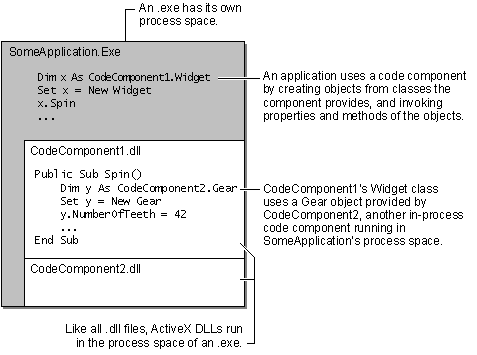 An .exe has its own
process space.
SomeApplication.Exe
Dim x As CodeComponent1.Widget
Set x = New Widget
x.Spin
...
An application uses a code component
by creating objects from classes the
component provides, and invoking
properties and methods of the objects.
CodeComponent1.dll
Public Sub Spin()
Dim y As CodeComponent2.Gear
Set y = New Gear
y.NumberOfTeeth = 42
...
End Sub
CodeComponent1's Widget class
uses a Gear object provided by
CodeComponent2, another in-process
code component running in
SomeApplication's process space.
CodeComponent2.dll
Like all .dll files, ActiveX DLLs run
in the process space of an .exe.